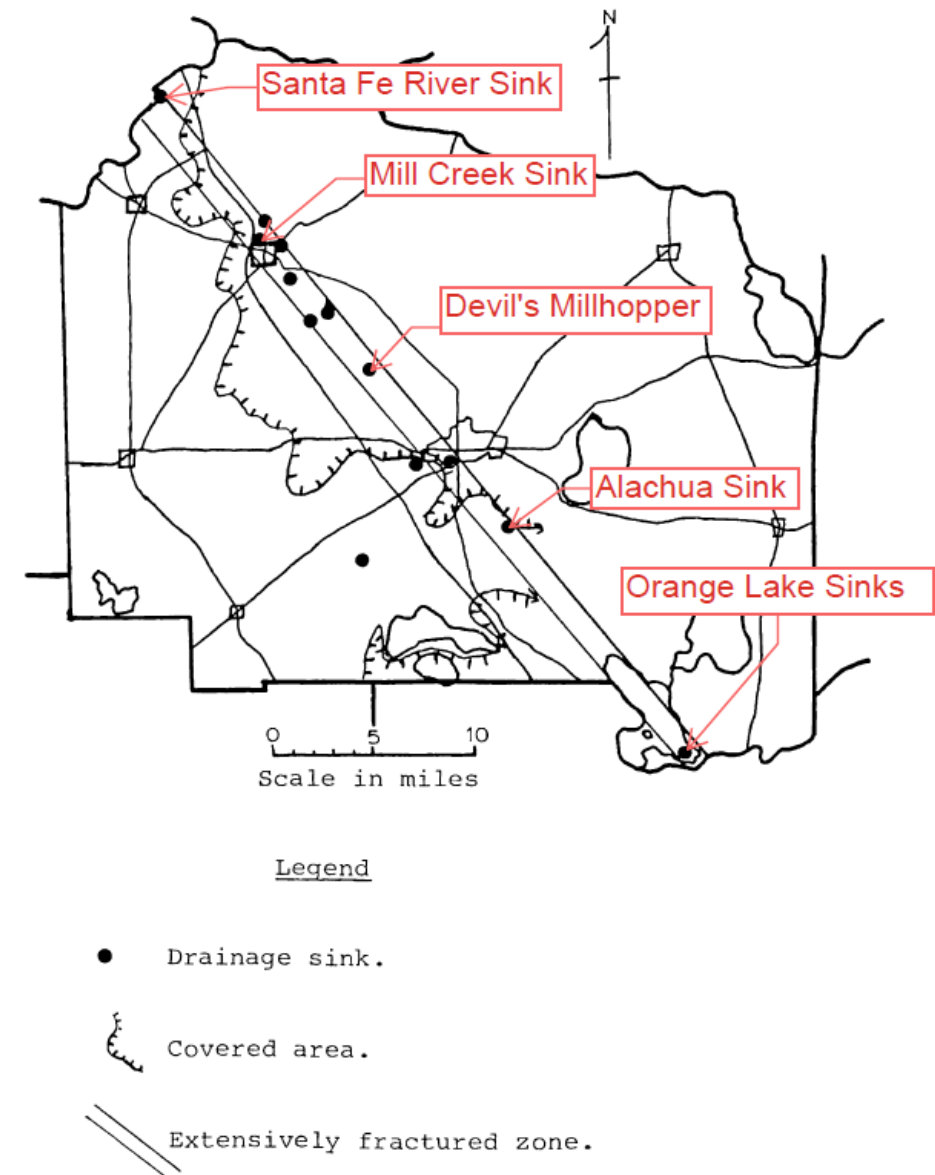 N
Santa Fe River Sink
Mill Creek Sink
Devil's Millhopper
Alachua Sink
Orange Lake Sinks
0 5 10
Scale in miles
Legend
Drainage sink.
Covered area.
Extensively fractured zone.